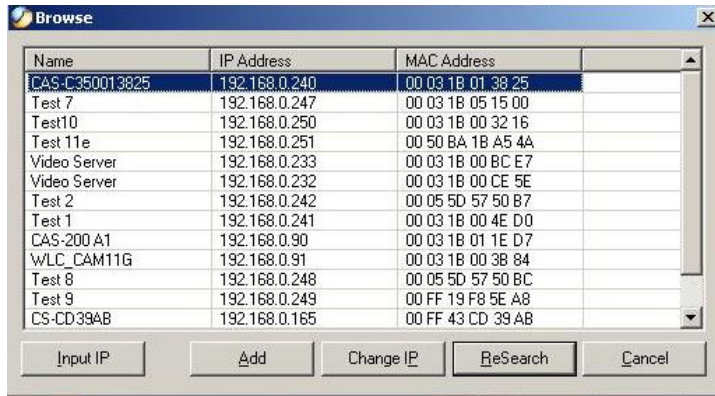 Browse
Name IP Address MAC Address
CAS-C350013825 192.168.0.240 00 03 1B 01 38 25
Test 7 192.168.0.247 00 03 1B 05 15 00
Test10 192.168.0.250 00 03 1B 00 32 16
Test 11e 192.168.0.251 00 50 BA 1B A5 4A
Video Server 192.168.0.233 00 03 1B 00 BC E7
Video Server 192.168.0.232 00 03 1B 00 CE 5E
Test 2 192.168.0.242 00 05 5D 57 50 B7
Test 1 192.168.0.241 00 03 1B 00 4E D0
CAS-200 A1 192.168.0.90 00 03 1B 01 1E D7
WLC_CAM11G 192.168.0.91 00 03 1B 00 3B 84
Test 8 192.168.0.248 00 05 5D 57 50 BC
Test 9 192.168.0.249 00 FF 19 F8 5E A8
CS-CD39AB 192.168.0.165 00 FF 43 CD 39 AB
Input IP Add Change IP ReSearch Cancel